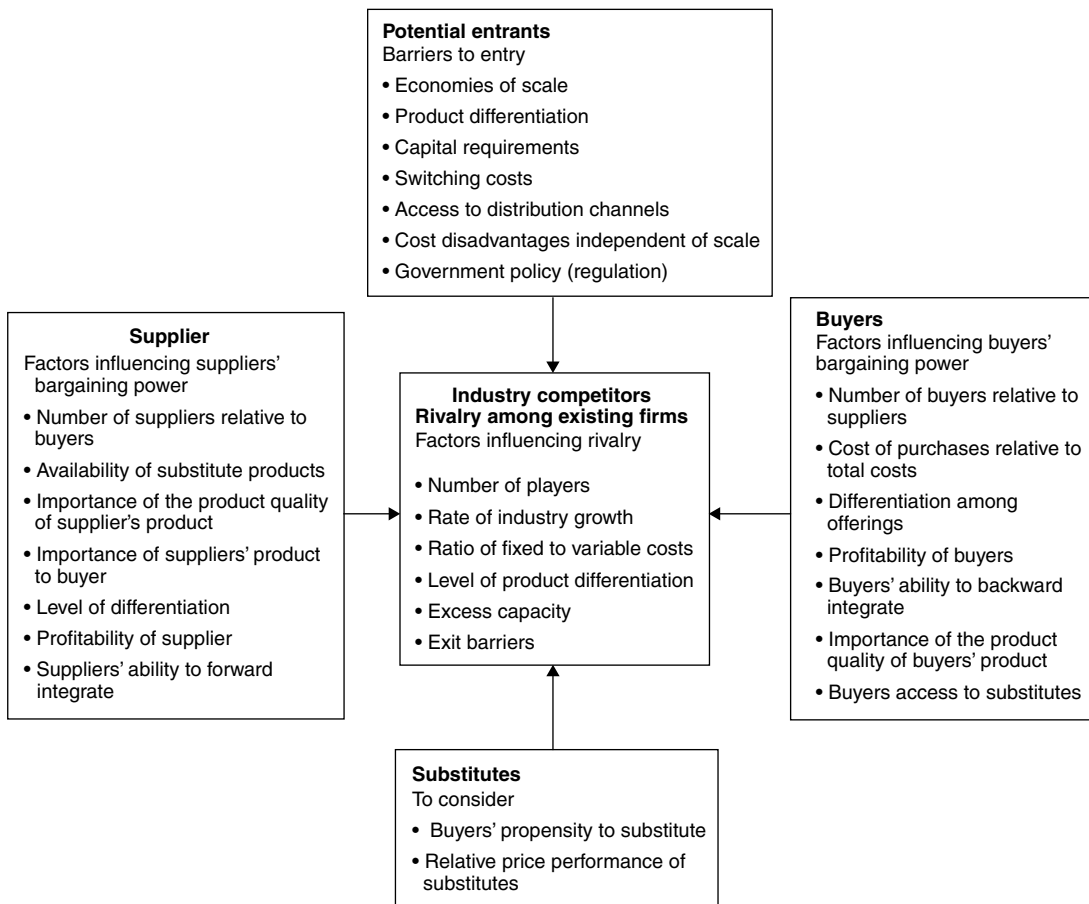 Potential entrants
Barriers to entry
• Economies of scale
• Product differentiation
• Capital requirements
• Switching costs
• Access to distribution channels
• Cost disadvantages independent of scale
• Government policy (regulation)
Supplier
Factors influencing suppliers’
bargaining power
• Number of suppliers relative to
buyers
• Availability of substitute products
• Importance of the product quality
of supplier’s product
• Importance of suppliers’ product
to buyer
• Level of differentiation
• Profitability of supplier
• Suppliers’ ability to forward
integrate
Industry competitors
Rivalry among existing firms
Factors influencing rivalry
• Number of players
• Rate of industry growth
• Ratio of fixed to variable costs
• Level of product differentiation
• Excess capacity
• Exit barriers
Buyers
Factors influencing buyers’
bargaining power
• Number of buyers relative to
suppliers
• Cost of purchases relative to
total costs
• Differentiation among
offerings
• Profitability of buyers
• Buyers’ ability to backward
integrate
• Importance of the product
quality of buyers’ product
• Buyers access to substitutes
Substitutes
To consider
• Buyers’ propensity to substitute
• Relative price performance of
substitutes